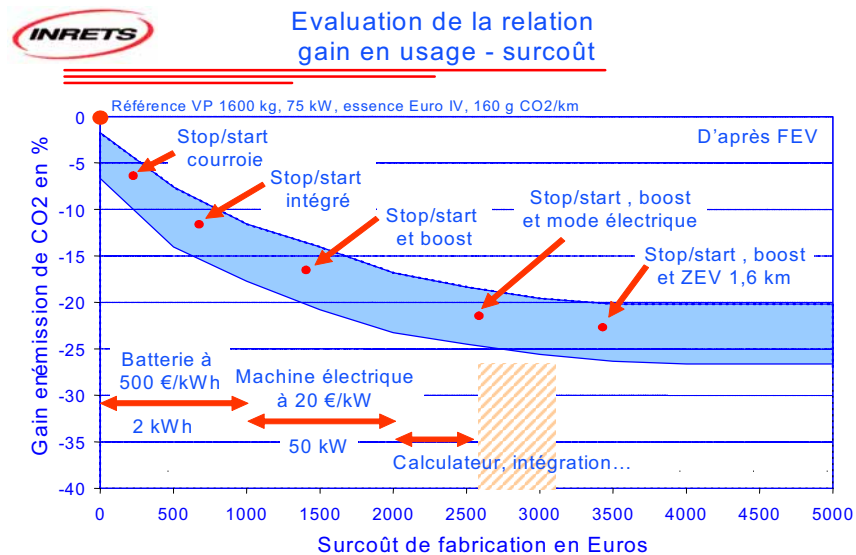 INRETS
Evaluation de la relation
gain en usage - surcoût
Référence VP 1600 kg, 75 kW, essence Euro IV, 160 g CO2/km
D'après FEV
Stop/start
courroie
Stop/start
intégré
Stop/start
et boost
Stop/start , boost
et mode électrique
Stop/start , boost
et ZEV 1,6 km
Batterie à
500 €/kWh
2 kWh
Machine électrique
à 20 €/kW
50 kW
Calculateur, intégration...
Gain enémission de CO2 en %
0
-5
-10
-15
-20
-25
-30
-35
-40
0 500 1000 1500 2000 2500 3000 3500 4000 4500 5000
Surcoût de fabrication en Euros